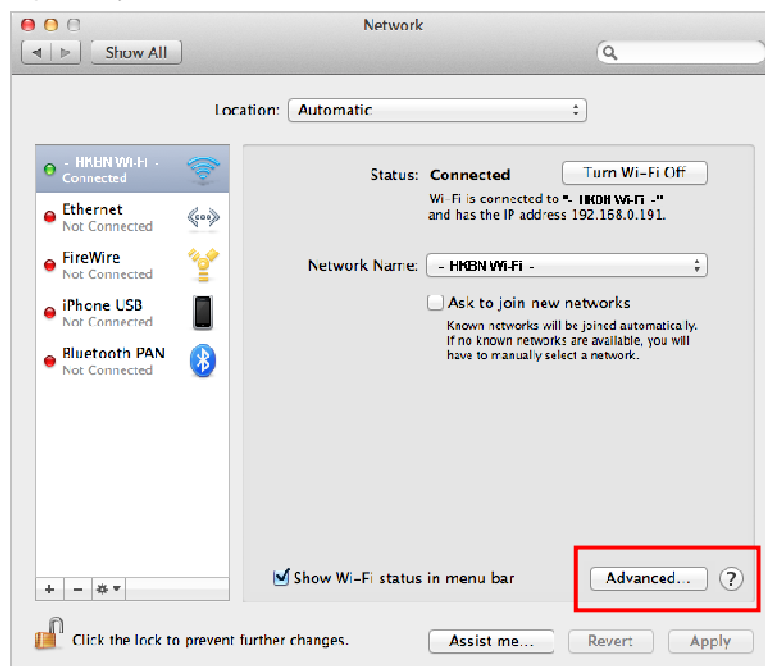 Network
Show All
Location: Automatic
- HKBN Wi-Fi -
Connected
Ethernet
Not Connected
FireWire
Not Connected
iPhone USB
Not Connected
Bluetooth PAN
Not Connected
Status: Connected
Turn Wi-Fi Off
Wi-Fi is connected to "- HKBN Wi-Fi -"
and has the IP address 192.168.0.191.
Network Name: - HKBN Wi-Fi -
Ask to join new networks
Known networks will be joined automatically.
If no known networks are available, you will
have to manually select a network.
Show Wi-Fi status in menu bar
Advanced... ?
+ -
Click the lock to prevent further changes.
Assist me... Revert Apply